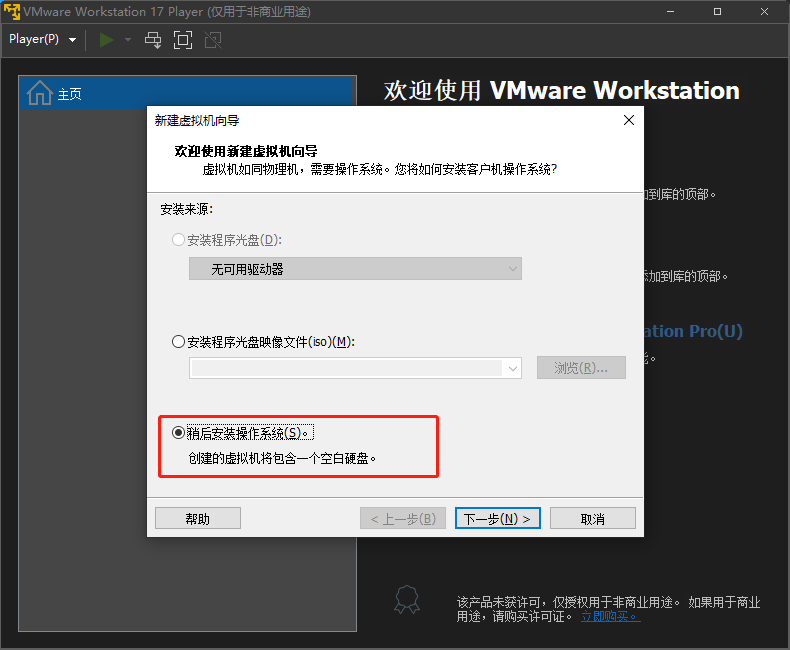 VMware Workstation 17 Player (仅用于非商业用途)
Player(P)
主页
欢迎使用 VMware Workstation
新建虚拟机向导
欢迎使用新建虚拟机向导
虚拟机如同物理机，需要操作系统。您将如何安装客户机操作系统?
安装来源:
到库的顶部。
安装程序光盘(D):
无可用驱动器
加到库的顶部。
ation Pro(U)
安装程序光盘映像文件(iso)(M):
。
浏览(R)...
稍后安装操作系统(S)。
创建的虚拟机将包含一个空白硬盘。
帮助
< 上一步(B)
下一步(N) >
取消
该产品未获许可，仅授权用于非商业用途。 如果用于商业
用途，请购买许可证。 立即购买。